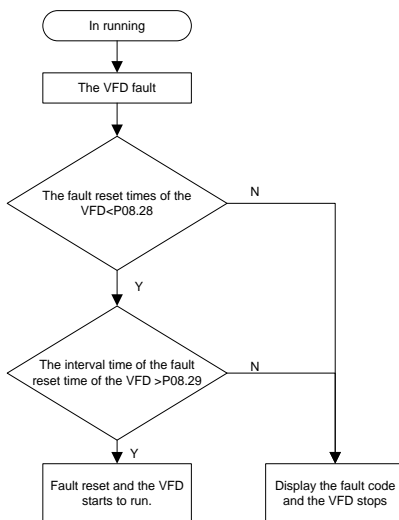 In running
The VFD fault
The fault reset times of the
VFD<P08.28
N
Y
The interval time of the fault
reset time of the VFD >P08.29
N
Y
Fault reset and the VFD
starts to run.
Display the fault code
and the VFD stops